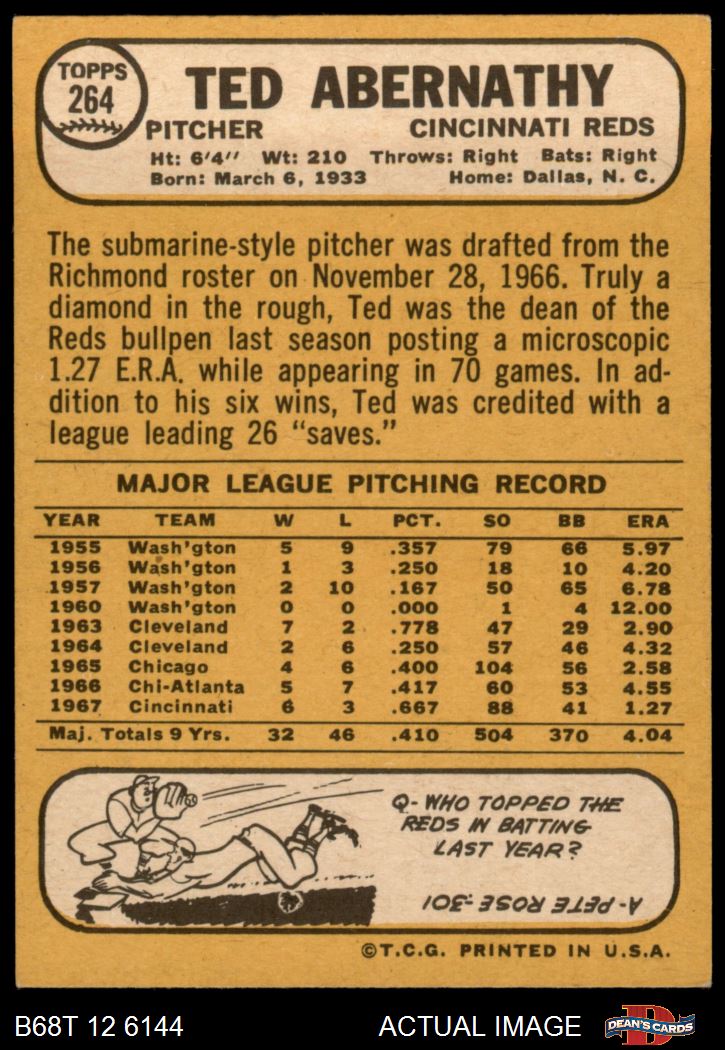 TOPPS
264
TED ABERNATHY
PITCHER CINCINNATI REDS
Ht: 6'4" Wt: 210 Throws: Right Bats: Right
Born: March 6, 1933 Home: Dallas, N. C.
The submarine-style pitcher was drafted from the
Richmond roster on November 28, 1966. Truly a
diamond in the rough, Ted was the dean of the
Reds bullpen last season posting a microscopic
1.27 E.R.A. while appearing in 70 games. In ad-
dition to his six wins, Ted was credited with a
league leading 26 “saves.”
MAJOR LEAGUE PITCHING RECORD
YEAR TEAM W L PCT. SO BB ERA
1955 Wash'gton 5 9 .357 79 66 5.97
1956 Wash'gton 1 3 .250 18 10 4.20
1957 Wash'gton 2 10 .167 50 65 6.78
1960 Wash'gton 0 0 .000 1 4 12.00
1963 Cleveland 7 2 .778 47 29 2.90
1964 Cleveland 2 6 .250 57 46 4.32
1965 Chicago 4 6 .400 104 56 2.58
1966 Chi-Atlanta 5 7 .417 60 53 4.55
1967 Cincinnati 6 3 .667 88 41 1.27
Maj. Totals 9 Yrs. 32 46 .410 504 370 4.04
Q- WHO TOPPED THE
REDS IN BATTING
LAST YEAR?
A- PETE ROSE .301
©T.C.G. PRINTED IN U.S.A.
B68T 12 6144 ACTUAL IMAGE DEAN'S CARDS